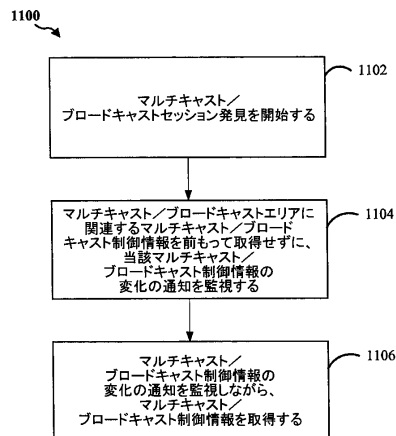 1100
1102
マルチキャスト／
ブロードキャストセッション発見を開始する
マルチキャスト／ブロードキャストエリアに
関連するマルチキャスト／ブロード
キャスト制御情報を前もって取得せずに、
当該マルチキャスト／
ブロードキャスト制御情報の
変化の通知を監視する
1104
マルチキャスト／
ブロードキャスト制御情報の
変化の通知を監視しながら、
マルチキャスト／
ブロードキャスト制御情報を取得する
1106